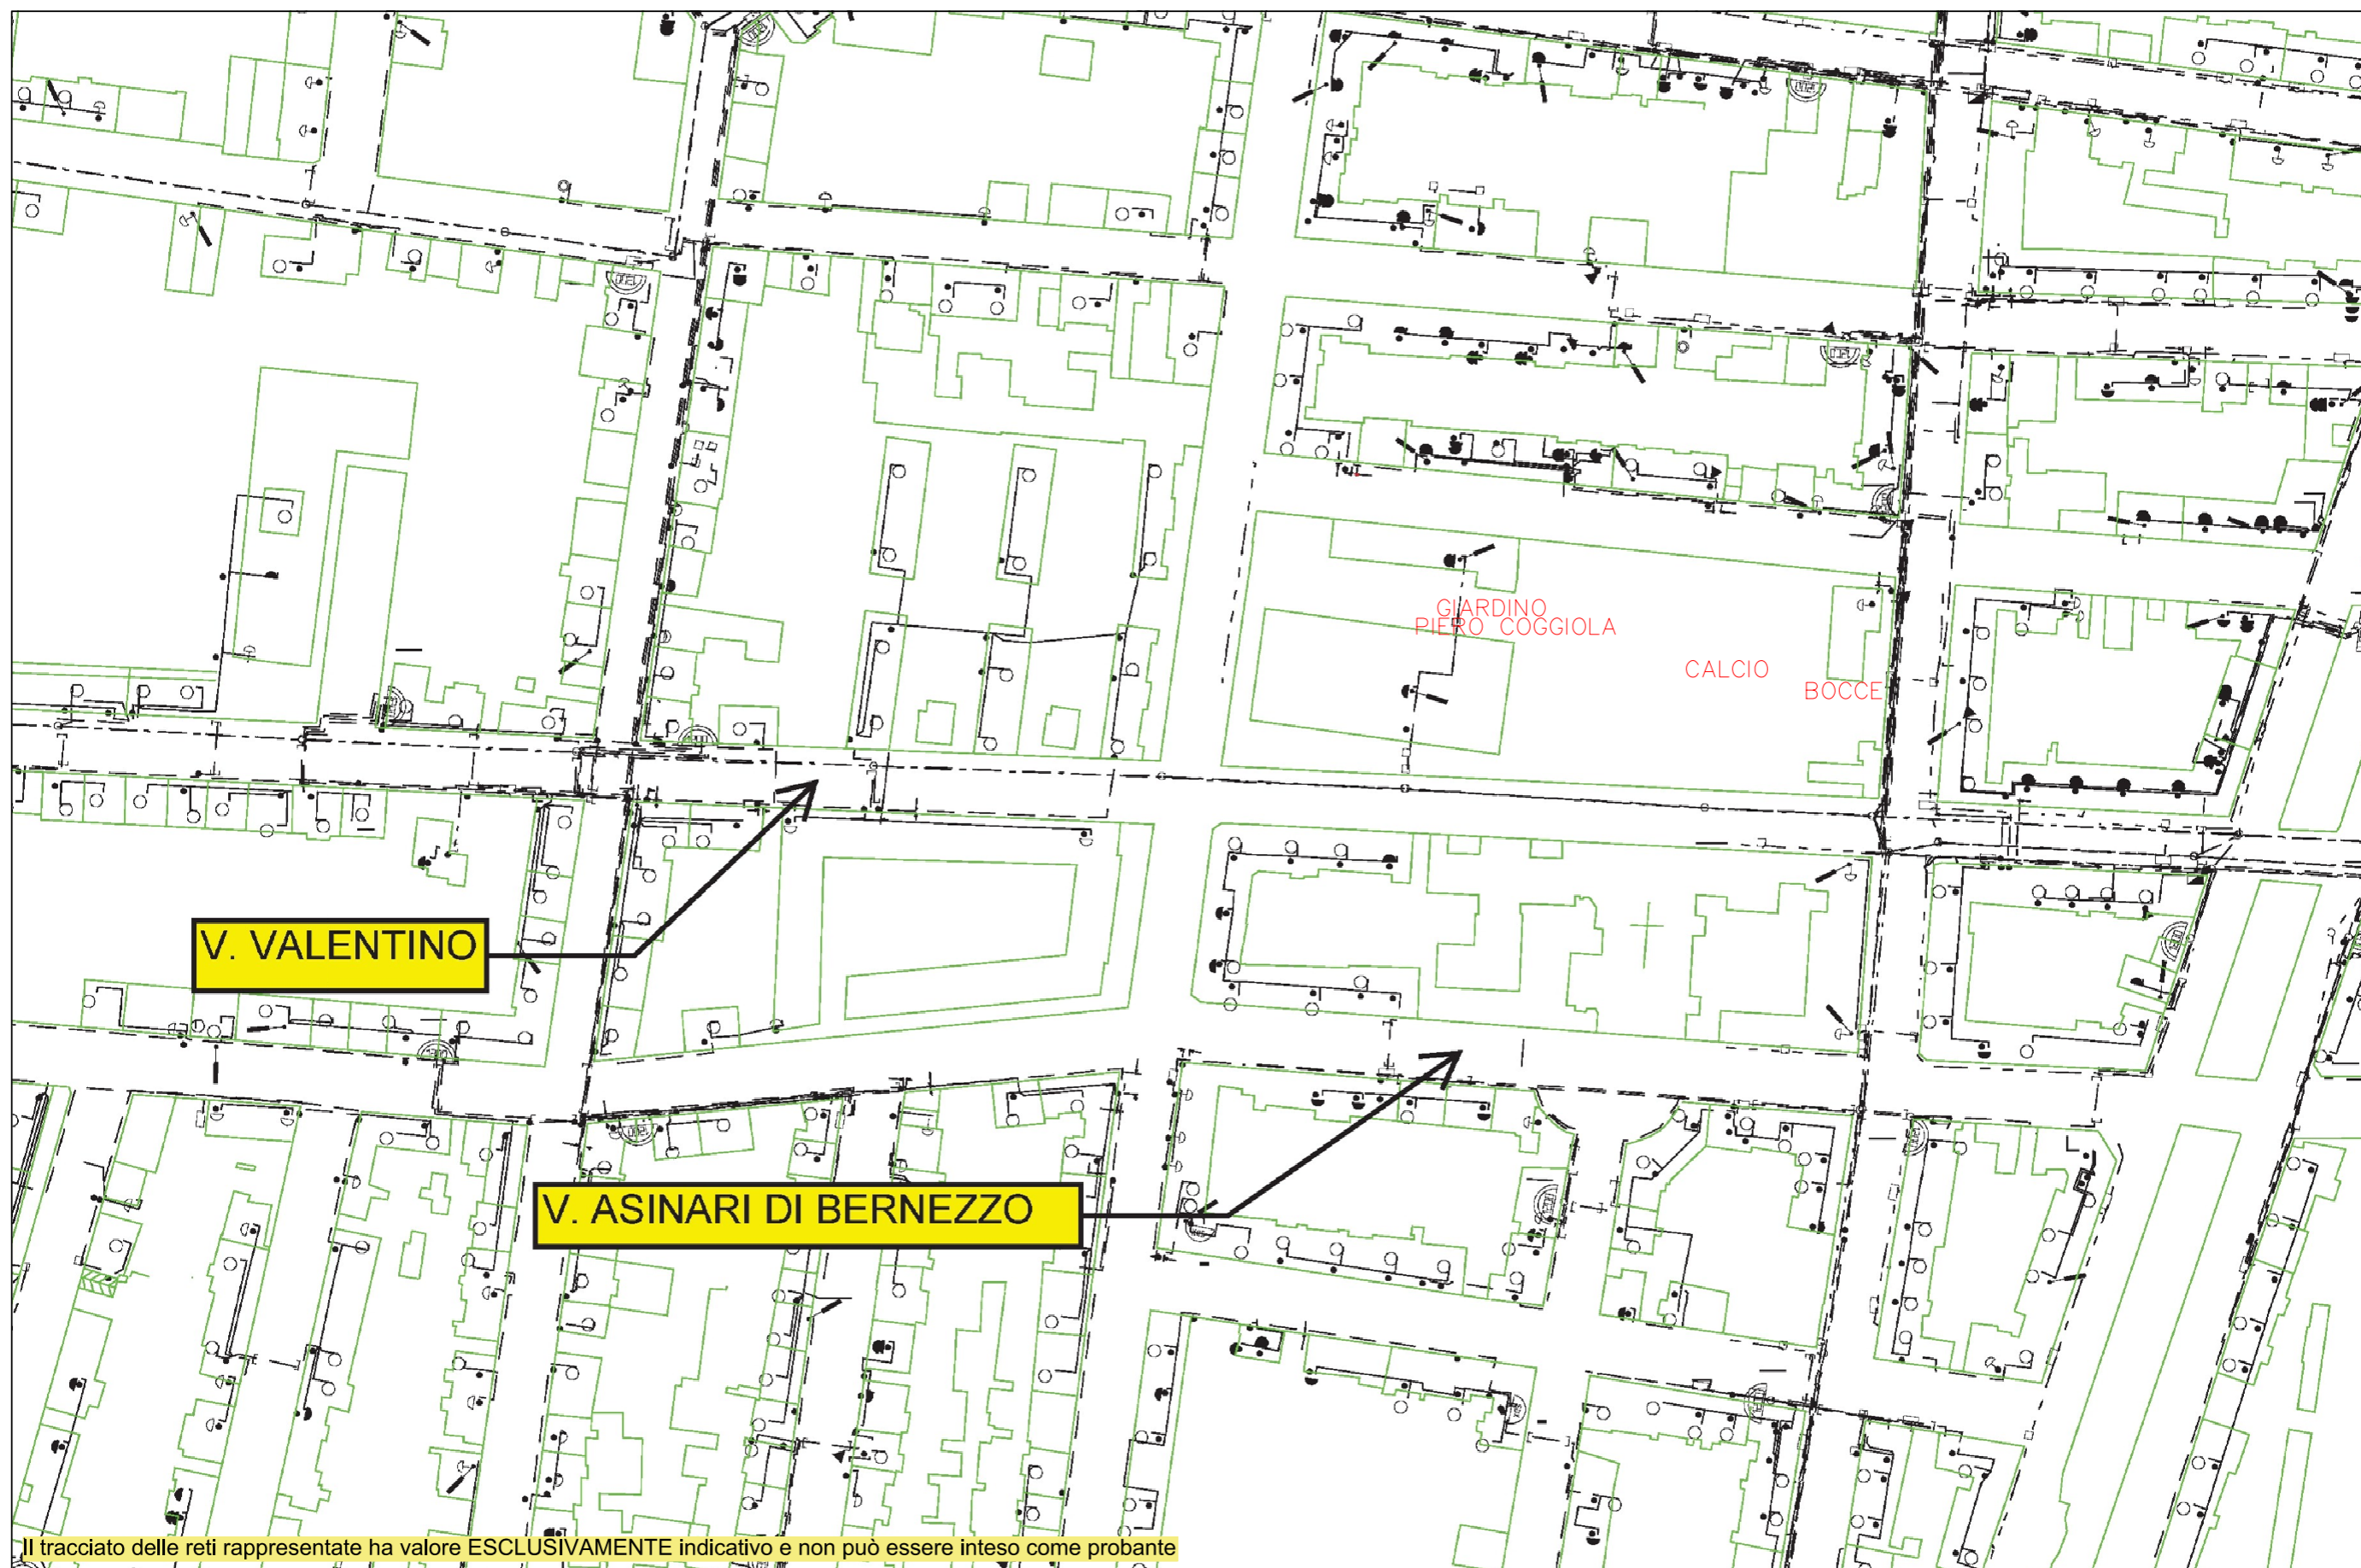 GIARDINO
PIERO COGGIOLA
CALCIO
BOCCE
V. VALENTINO
V. ASINARI DI BERNEZZO
Il tracciato delle reti rappresentate ha valore ESCLUSIVAMENTE indicativo e non può essere inteso come probante